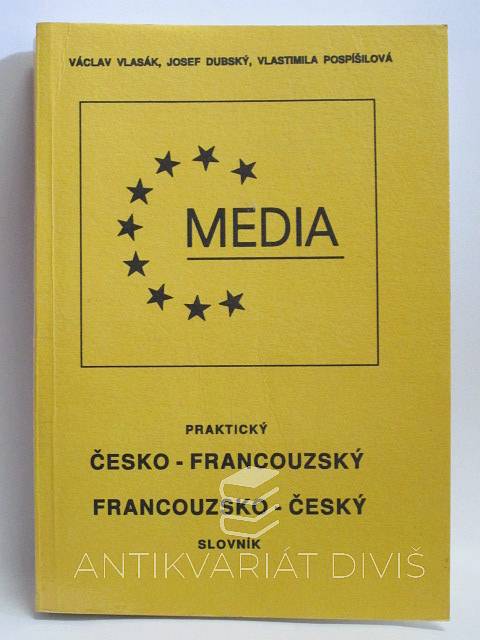 VÁCLAV VLASÁK, JOSEF DUBSKÝ, VLASTIMILA POSPÍŠILOVÁ
MEDIA
PRAKTICKÝ
ČESKO - FRANCOUZSKÝ
FRANCOUZSKO - ČESKÝ
SLOVNÍK
ANTIKVARIÁT DIVIŠ